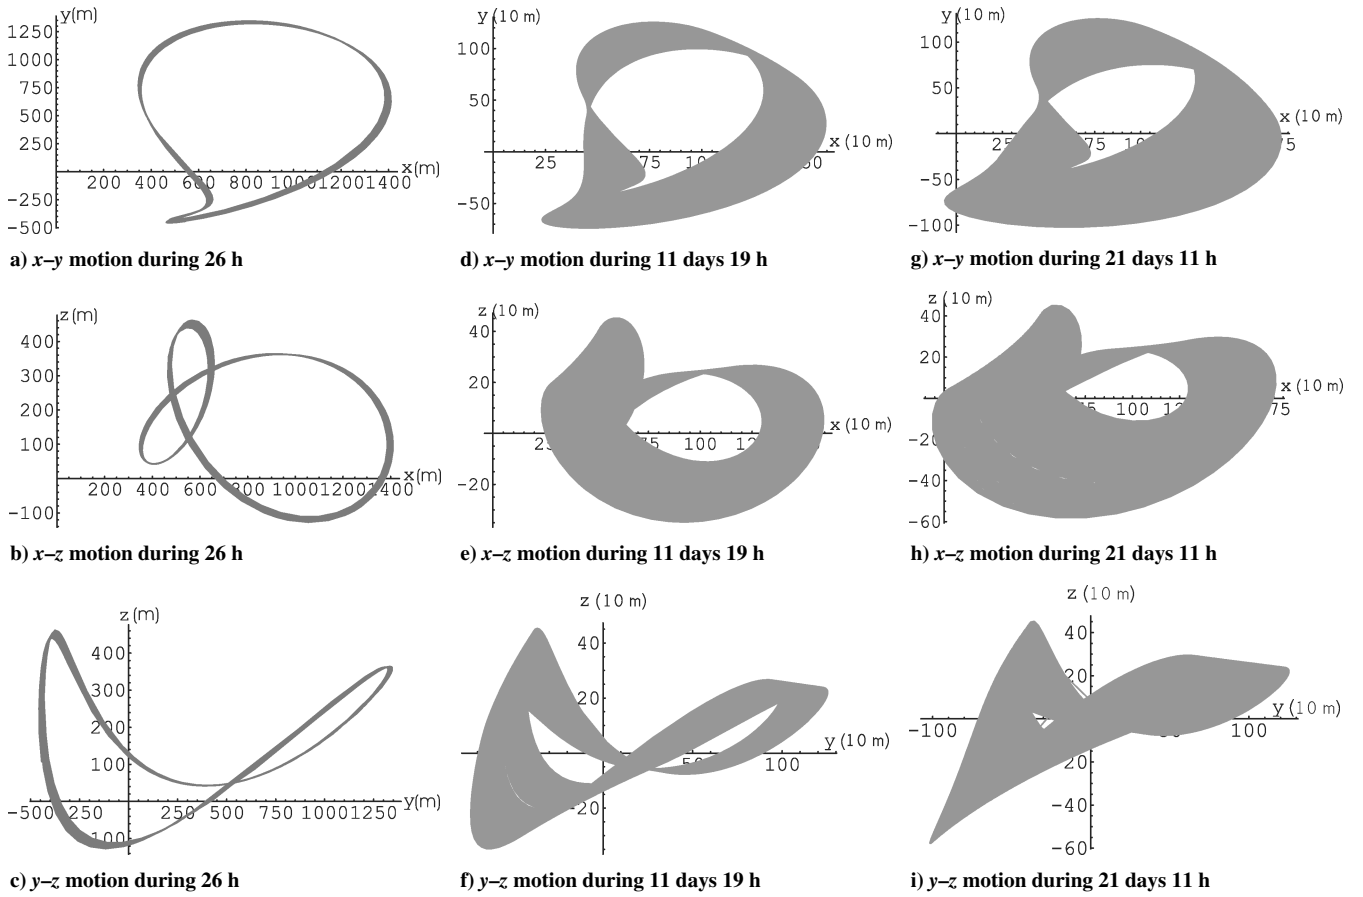 y(m)
1250
1000
750
500
250
-250
-500
200 400 600 800 1000 1200 1400
x(m)
a) x–y motion during 26 h
y (10 m)
100
50
-50
25 75
x (10 m)
d) x–y motion during 11 days 19 h
y (10 m)
100
50
-50
-100
75
x (10 m)
g) x–y motion during 21 days 11 h
z(m)
400
300
200
100
-100
200 400 600 800 1000 1200 1400
x(m)
b) x–z motion during 26 h
z (10 m)
40
20
-20
75 100
x (10 m)
e) x–z motion during 11 days 19 h
z (10 m)
40
20
-20
-40
-60
100
x (10 m)
h) x–z motion during 21 days 11 h
z(m)
400
300
200
100
100
-500 250 250 500 750 1000 1250
y(m)
c) y–z motion during 26 h
z (10 m)
40
20
-20
50 100
y (10 m)
f) y–z motion during 11 days 19 h
z (10 m)
40
20
20
-40
-60
-100 100
y (10 m)
i) y–z motion during 21 days 11 h